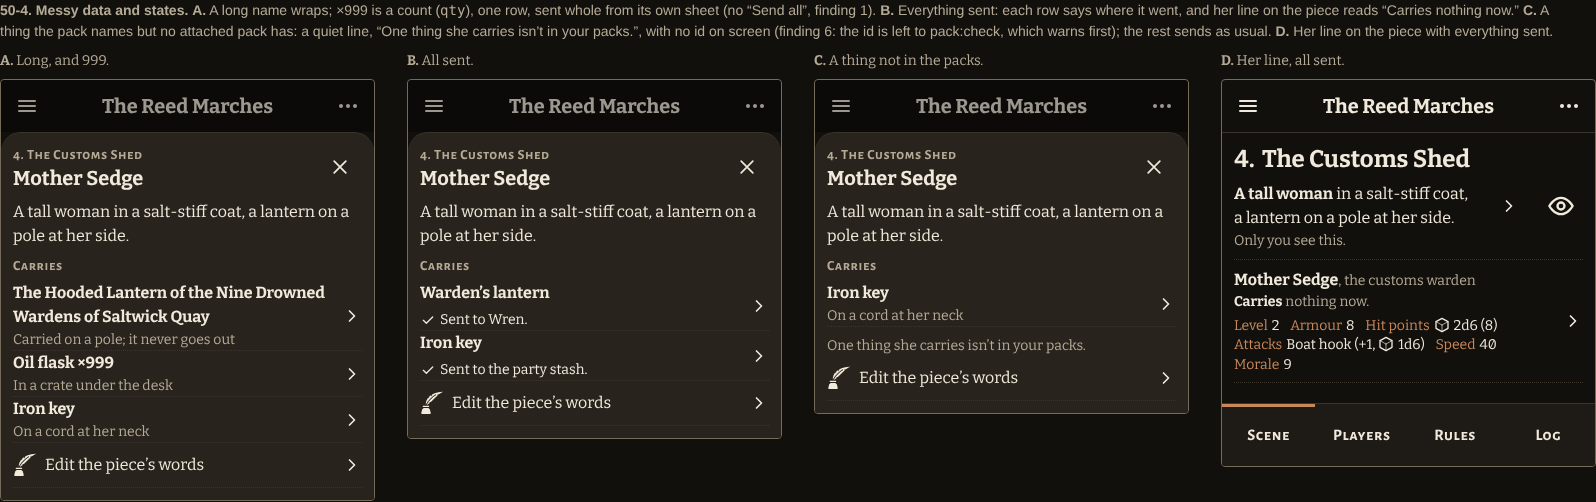 50-4. Messy data and states. A. A long name wraps; ×999 is a count (qty), one row, sent whole from its own sheet (no “Send all”, finding 1). B. Everything sent: each row says where it went, and her line on the piece reads “Carries nothing now.” C. A
thing the pack names but no attached pack has: a quiet line, “One thing she carries isn’t in your packs.”, with no id on screen (finding 6: the id is left to pack:check, which warns first); the rest sends as usual. D. Her line on the piece with everything sent.
A. Long, and 999.
The Reed Marches
4. The Customs Shed
Mother Sedge
A tall woman in a salt-stiff coat, a lantern on a
pole at her side.
Carries
The Hooded Lantern of the Nine Drowned
Wardens of Saltwick Quay
Carried on a pole; it never goes out
Oil flask ×999
In a crate under the desk
Iron key
On a cord at her neck
Edit the piece’s words
B. All sent.
The Reed Marches
4. The Customs Shed
Mother Sedge
A tall woman in a salt-stiff coat, a lantern on a
pole at her side.
Carries
Warden’s lantern
Sent to Wren.
Iron key
Sent to the party stash.
Edit the piece’s words
C. A thing not in the packs.
The Reed Marches
4. The Customs Shed
Mother Sedge
A tall woman in a salt-stiff coat, a lantern on a
pole at her side.
Carries
Iron key
On a cord at her neck
One thing she carries isn’t in your packs.
Edit the piece’s words
D. Her line, all sent.
The Reed Marches
4. The Customs Shed
A tall woman in a salt-stiff coat,
a lantern on a pole at her side.
Only you see this.
Mother Sedge, the customs warden
Carries nothing now.
Level 2 Armour 8 Hit points 2d6 (8)
Attacks Boat hook (+1, 1d6) Speed 40
Morale 9
Scene Players Rules Log